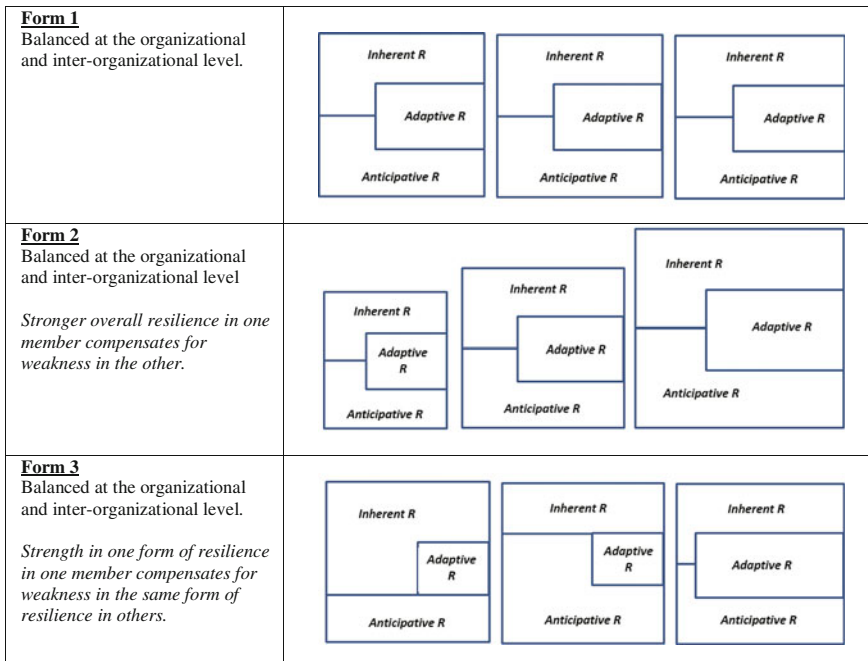 Form 1
Balanced at the organizational
and inter-organizational level.
Inherent R
Adaptive R
Anticipative R
Inherent R
Adaptive R
Anticipative R
Inherent R
Adaptive R
Anticipative R
Form 2
Balanced at the organizational
and inter-organizational level
Stronger overall resilience in one
member compensates for
weakness in the other.
Inherent R
Adaptive
R
Anticipative R
Inherent R
Adaptive R
Anticipative R
Inherent R
Adaptive R
Anticipative R
Form 3
Balanced at the organizational
and inter-organizational level.
Strength in one form of resilience
in one member compensates for
weakness in the same form of
resilience in others.
Inherent R
Adaptive
R
Anticipative R
Inherent R
Adaptive
R
Anticipative R
Inherent R
Adaptive R
Anticipative R